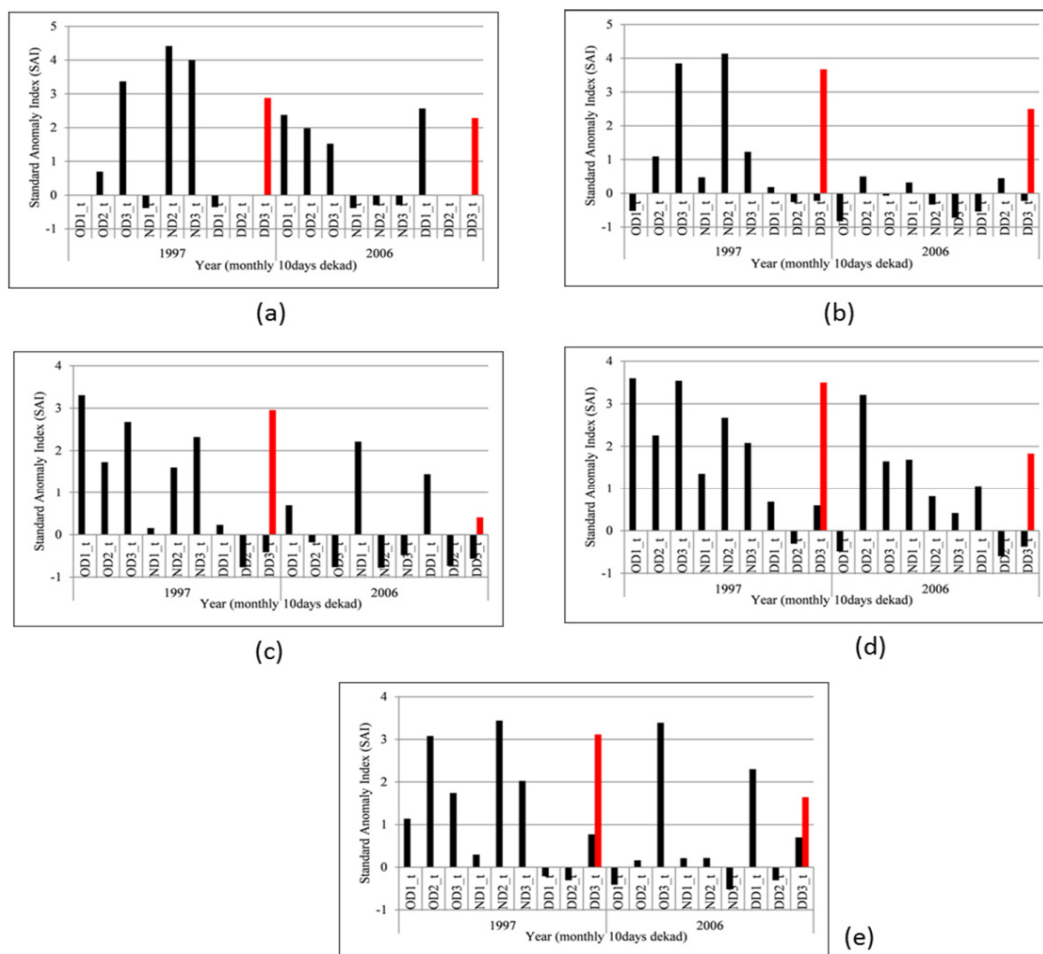 Standard Anomaly Index (SAI)
5
4
3
2
1
0
-1
OD1_t OD2_t OD3_t ND1_t ND2_t ND3_t DD1_t DD2_t DD3_t OD1_t OD2_t OD3_t ND1_t ND2_t ND3_t DD1_t DD2_t DD3_t
1997 2006
Year (monthly 10days dekad)
(a)
Standard Anomaly Index (SAI)
5
4
3
2
1
0
-1
OD1_t OD2_t OD3_t ND1_t ND2_t ND3_t DD1_t DD2_t DD3_t OD1_t OD2_t OD3_t ND1_t ND2_t ND3_t DD1_t DD2_t DD3_t
1997 2006
Year (monthly 10days dekad)
(b)
Standard Anomaly Index (SAI)
4
3
2
1
0
-1
OD1_t OD2_t OD3_t ND1_t ND2_t ND3_t DD1_t DD2_t DD3_t OD1_t OD2_t OD3_t ND1_t ND2_t ND3_t DD1_t DD2_t DD3_t
1997 2006
Year (monthly 10days dekad)
(c)
Standard Anomaly Index (SAI)
4
3
2
1
0
-1
OD1_t OD2_t OD3_t ND1_t ND2_t ND3_t DD1_t DD2_t DD3_t OD1_t OD2_t OD3_t ND1_t ND2_t ND3_t DD1_t DD2_t DD3_t
1997 2006
Year (monthly 10days dekad)
(d)
Standard Anomaly Index (SAI)
4
3
2
1
0
-1
OD1_t OD2_t OD3_t ND1_t ND2_t ND3_t DD1_t DD2_t DD3_t OD1_t OD2_t OD3_t ND1_t ND2_t ND3_t DD1_t DD2_t DD3_t
1997 2006
Year (monthly 10days dekad)
(e)